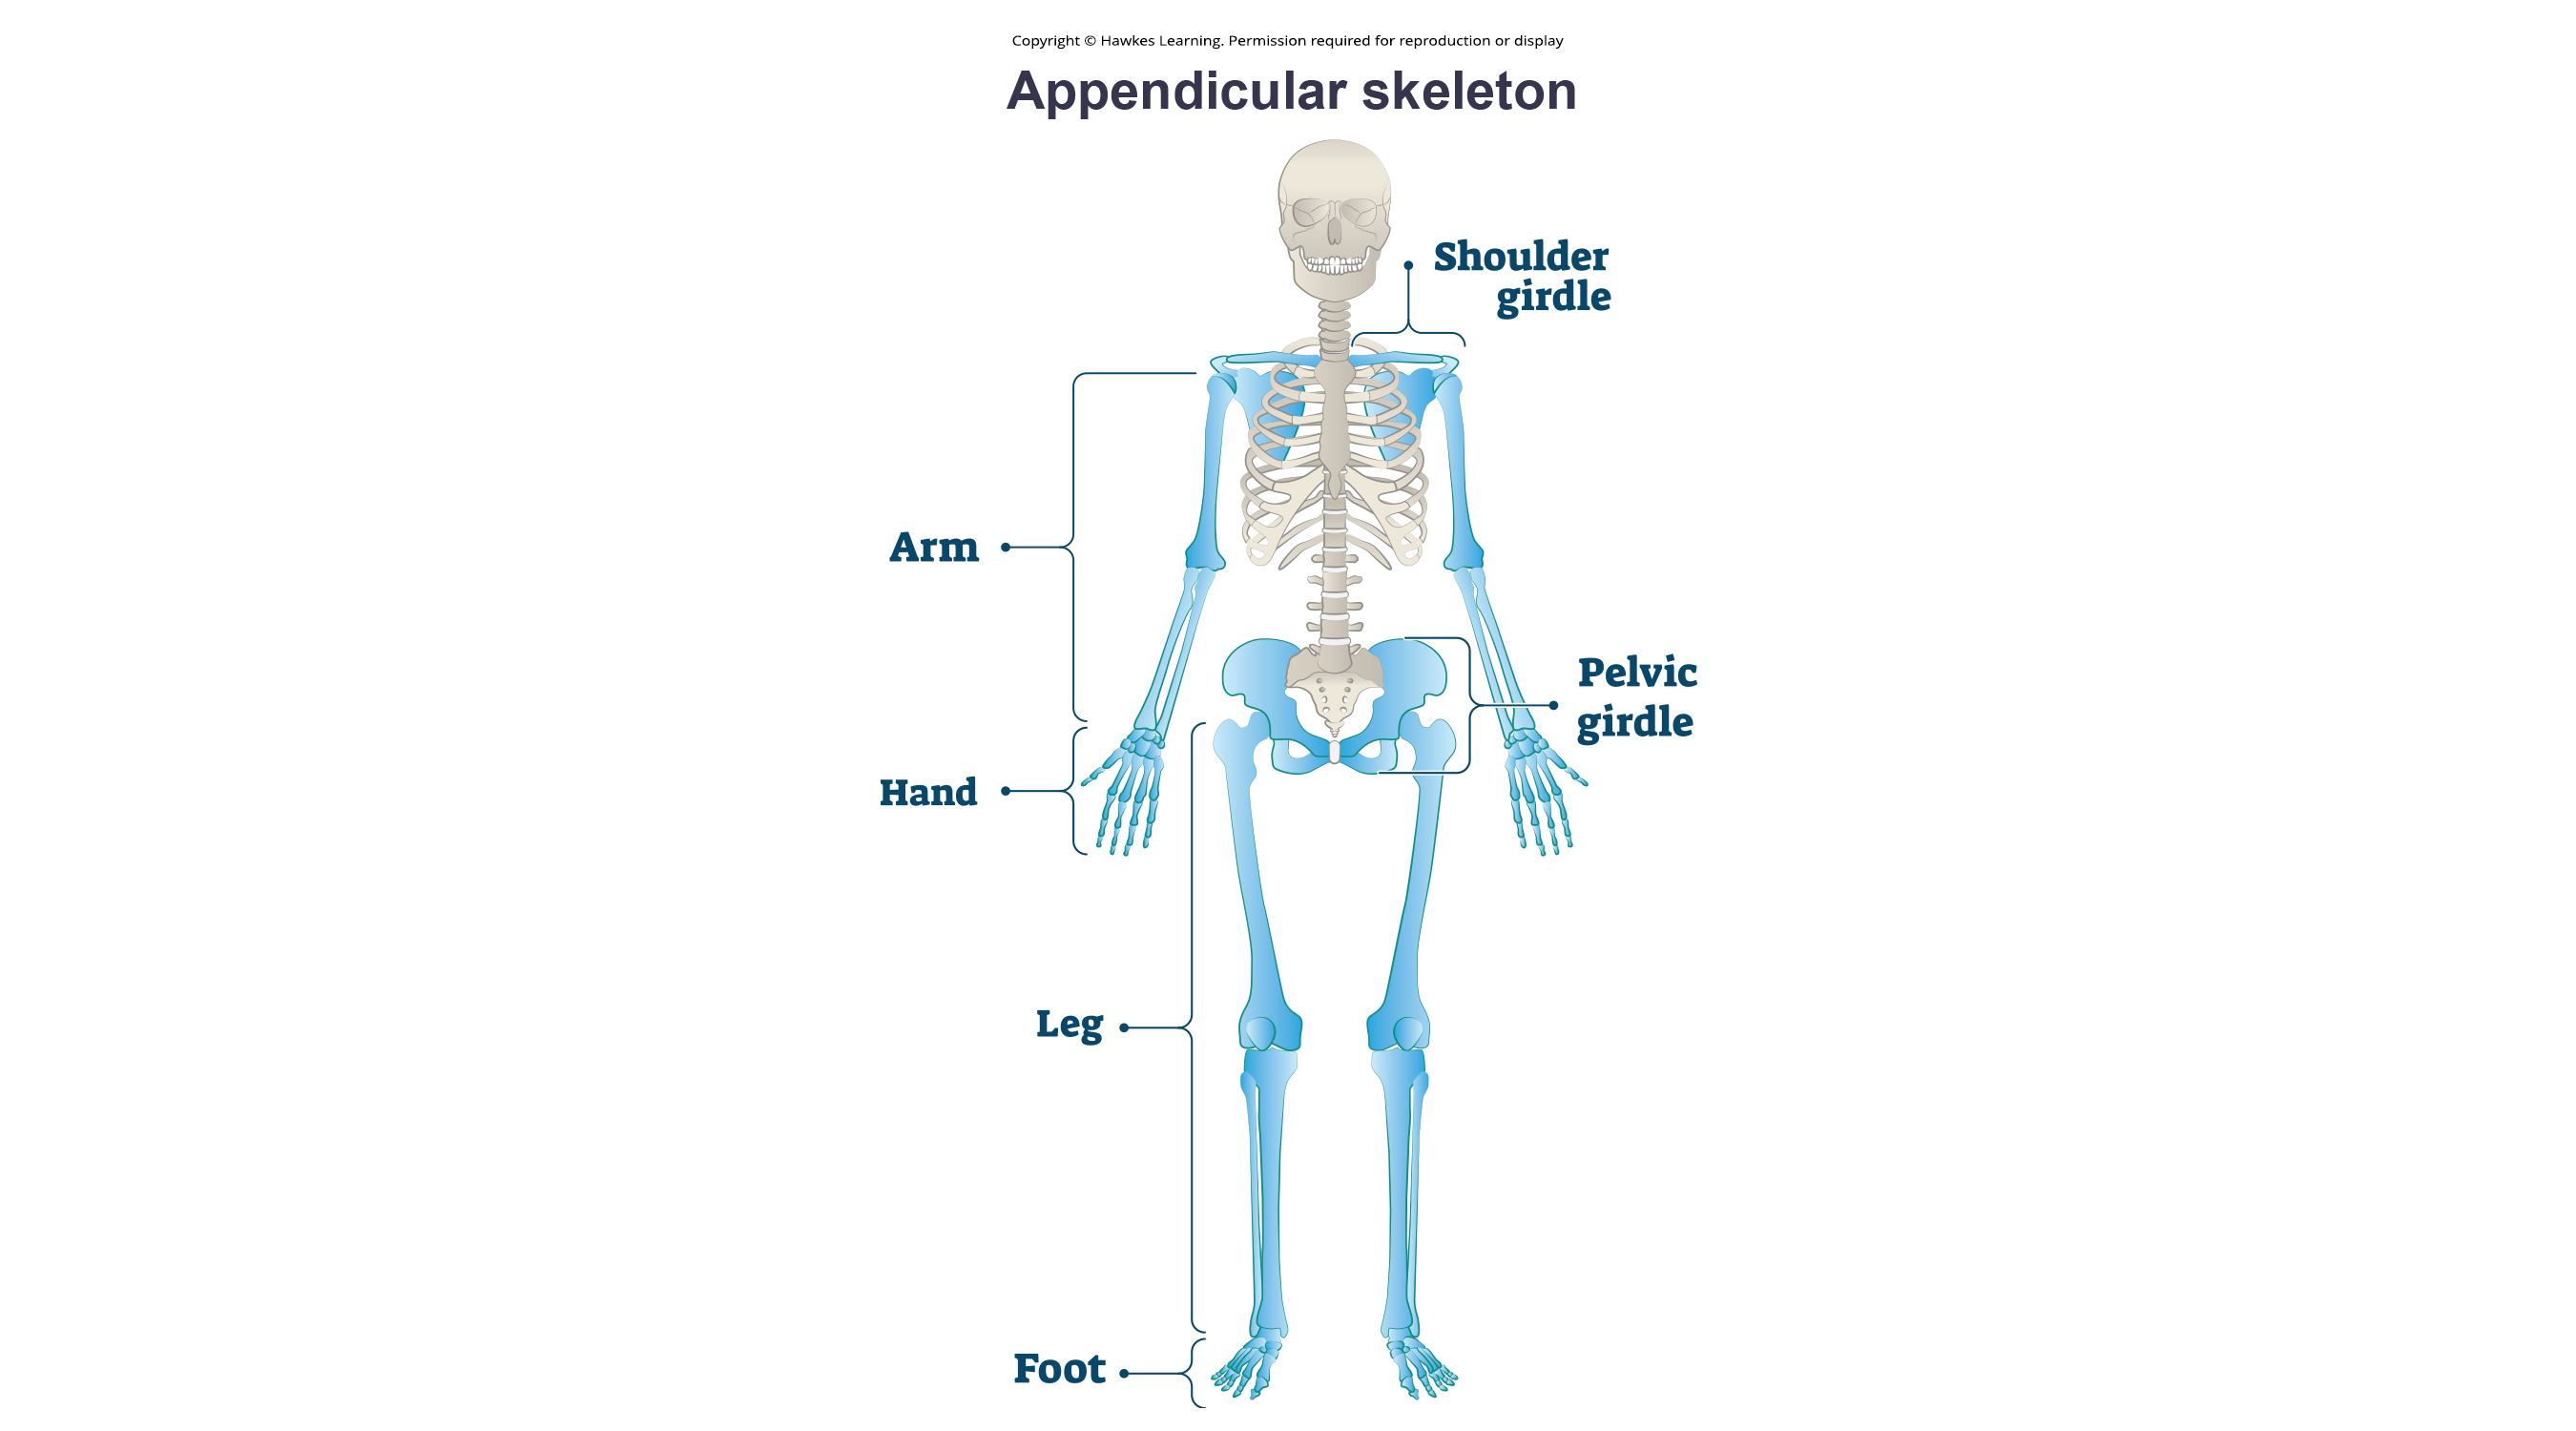 Copyright © Hawkes Learning. Permission required for reproduction or display
Appendicular skeleton
Shoulder
girdle
Arm
Pelvic
girdle
Hand
Leg
Foot